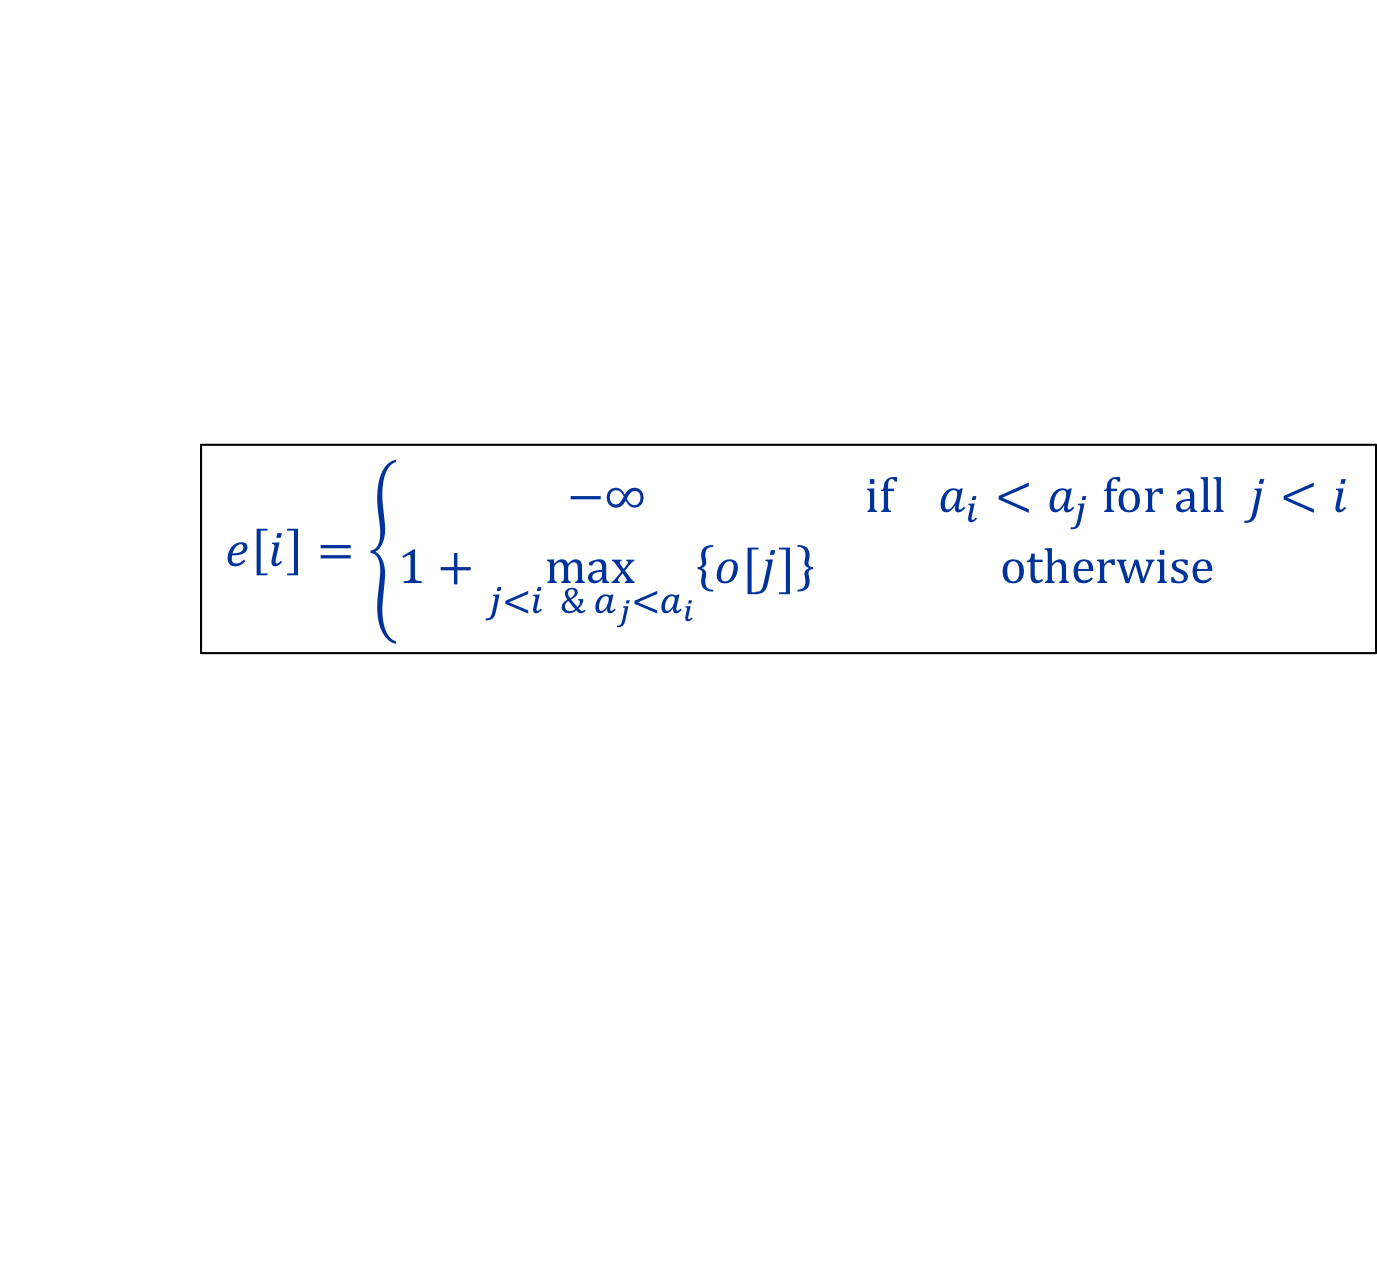 e[i] = { −∞ if a_i < a_j for all j < i
1 + max_{j<i & a_j<a_i} {o[j]} otherwise